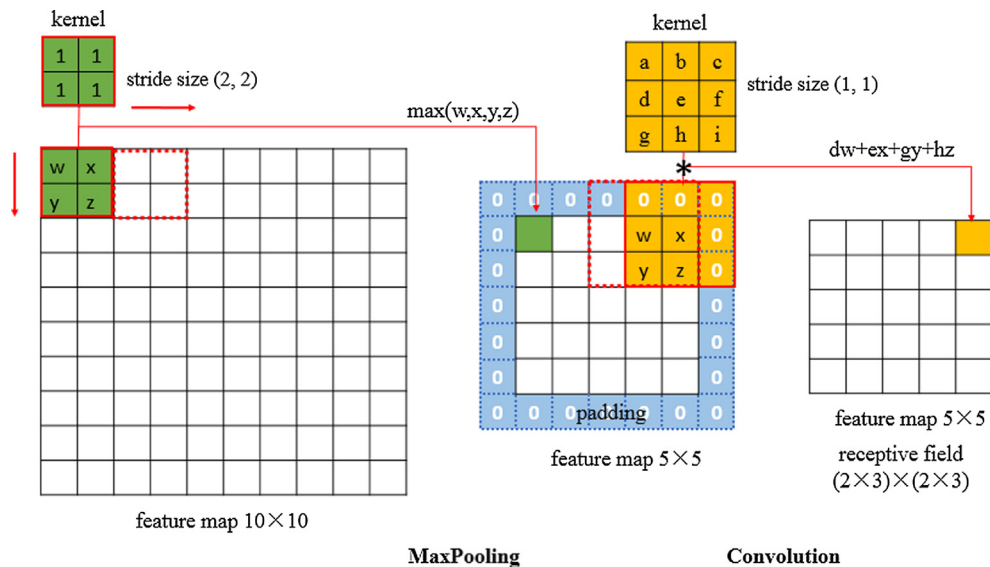 kernel
1 1
1 1
stride size (2, 2)
max(w,x,y,z)
w x
y z
feature map 10×10
kernel
a b c
d e f
g h i
stride size (1, 1)
*
dw+ex+gy+hz
0 0 0 0 0 0 0
0 w x 0
0 y z 0
0 0
0 0
0 0
0 0 0 0 0 0 0
padding
feature map 5×5
feature map 5×5
receptive field
(2×3)×(2×3)
MaxPooling
Convolution